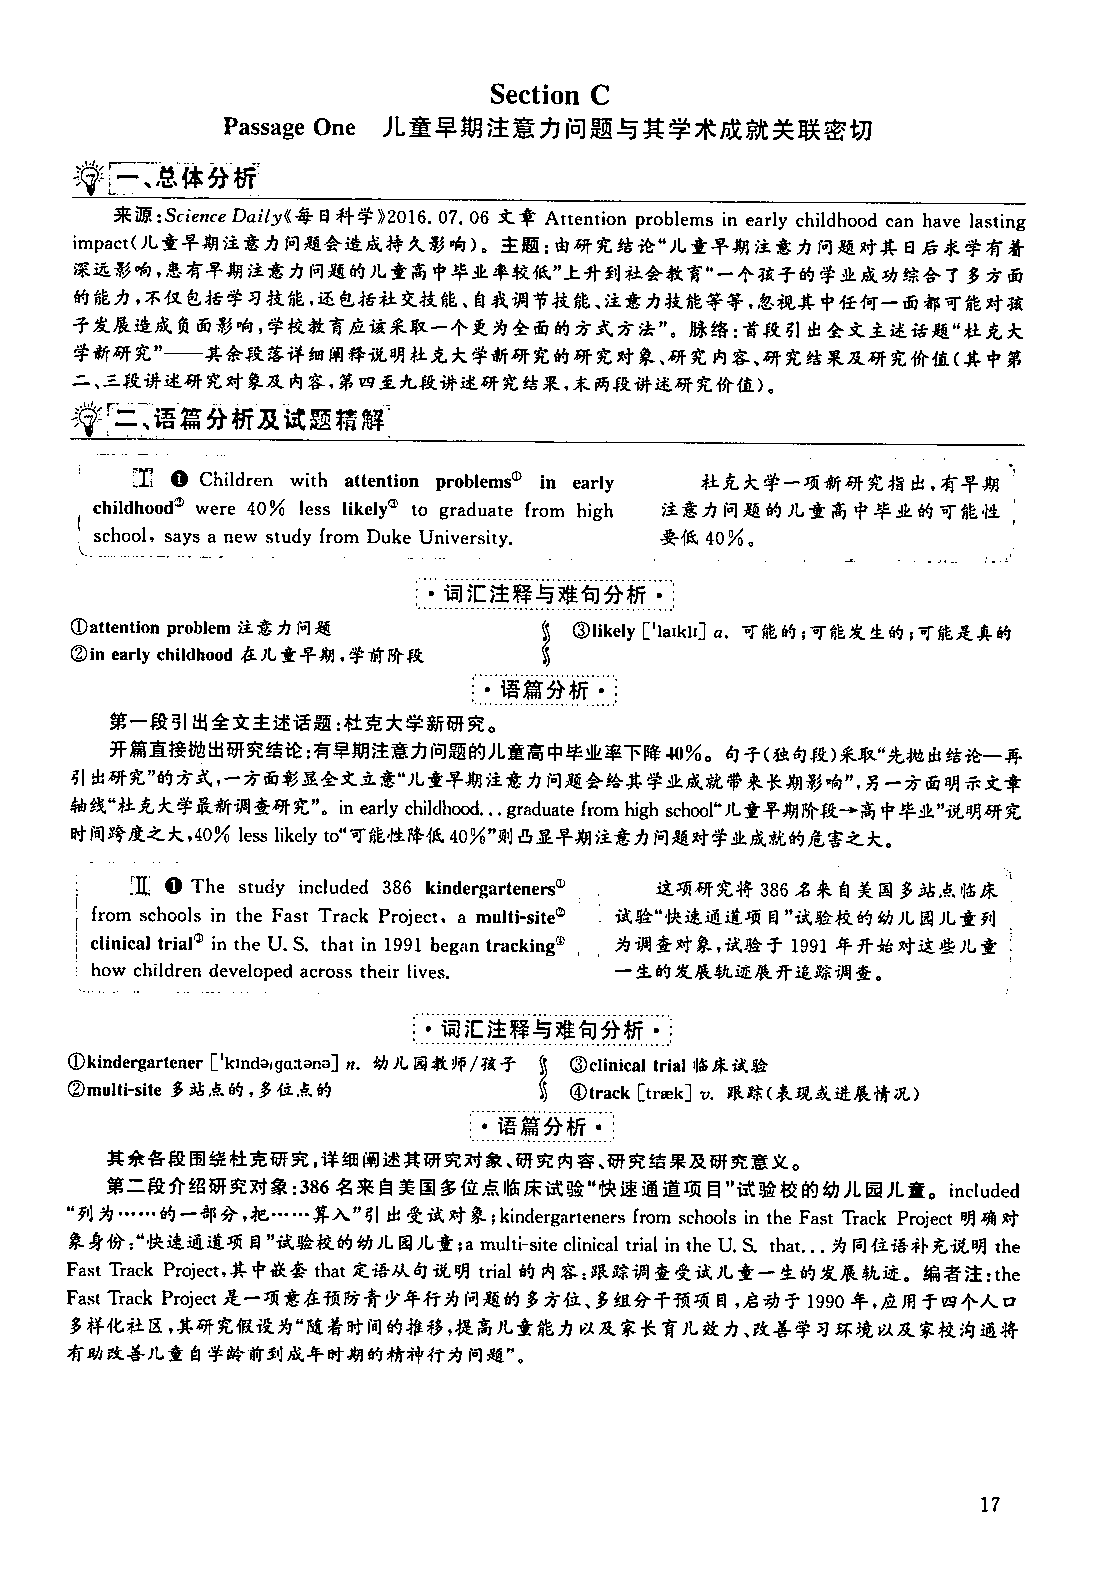 Section C
Passage One 儿童早期注意力问题与其学术成就关联密切
一、总体分析
来源:Science Daily《每日科学》2016.07.06 文章 Attention problems in early childhood can have lasting
impact(儿童早期注意力问题会造成持久影响)。主题:由研究结论“儿童早期注意力问题对其日后求学有着
深远影响,患有早期注意力问题的儿童高中毕业率较低”上升到社会教育“一个孩子的学业成功综合了多方面
的能力,不仅包括学习技能,还包括社交技能、自我调节技能、注意力技能等等,忽视其中任何一面都可能对孩
子发展造成负面影响,学校教育应该采取一个更为全面的方式方法”。脉络:首段引出全文主述话题“杜克大
学新研究”——其余段落详细阐释说明杜克大学新研究的研究对象、研究内容、研究结果及研究价值(其中第
二、三段讲述研究对象及内容,第四至九段讲述研究结果,末两段讲述研究价值)。
二、语篇分析及试题精解
Ⅰ ❶ Children with attention problems① in early
childhood② were 40% less likely③ to graduate from high
school, says a new study from Duke University.
杜克大学一项新研究指出,有早期
注意力问题的儿童高中毕业的可能性
要低 40%。
·词汇注释与难句分析·
①attention problem 注意力问题
②in early childhood 在儿童早期,学前阶段
③likely [ˈlaɪklɪ] a. 可能的;可能发生的;可能是真的
·语篇分析·
第一段引出全文主述话题:杜克大学新研究。
开篇直接抛出研究结论:有早期注意力问题的儿童高中毕业率下降 40%。句子(独句段)采取“先抛出结论—再
引出研究”的方式,一方面彰显全文立意“儿童早期注意力问题会给其学业成就带来长期影响”,另一方面明示文章
轴线“杜克大学最新调查研究”。in early childhood... graduate from high school“儿童早期阶段→高中毕业”说明研究
时间跨度之大,40% less likely to“可能性降低 40%”则凸显早期注意力问题对学业成就的危害之大。
Ⅱ ❶ The study included 386 kindergarteners①
from schools in the Fast Track Project, a multi-site②
clinical trial③ in the U.S. that in 1991 began tracking④
how children developed across their lives.
这项研究将 386 名来自美国多站点临床
试验“快速通道项目”试验校的幼儿园儿童列
为调查对象,试验于 1991 年开始对这些儿童
一生的发展轨迹展开追踪调查。
·词汇注释与难句分析·
①kindergartener [ˈkɪndəˌgɑːtənə] n. 幼儿园教师/孩子
②multi-site 多站点的,多位点的
③clinical trial 临床试验
④track [træk] v. 跟踪(表现或进展情况)
·语篇分析·
其余各段围绕杜克研究,详细阐述其研究对象、研究内容、研究结果及研究意义。
第二段介绍研究对象:386 名来自美国多位点临床试验“快速通道项目”试验校的幼儿园儿童。included
“列为……的一部分,把……算入”引出受试对象;kindergarteners from schools in the Fast Track Project 明确对
象身份:“快速通道项目”试验校的幼儿园儿童;a multi-site clinical trial in the U.S. that... 为同位语补充说明 the
Fast Track Project,其中嵌套 that 定语从句说明 trial 的内容:跟踪调查受试儿童一生的发展轨迹。编者注:the
Fast Track Project 是一项意在预防青少年行为问题的多方位、多组分干预项目,启动于 1990 年,应用于四个人口
多样化社区,其研究假设为“随着时间的推移,提高儿童能力以及家长育儿效力、改善学习环境以及家校沟通将
有助改善儿童自学龄前到成年时期的精神行为问题”。
17